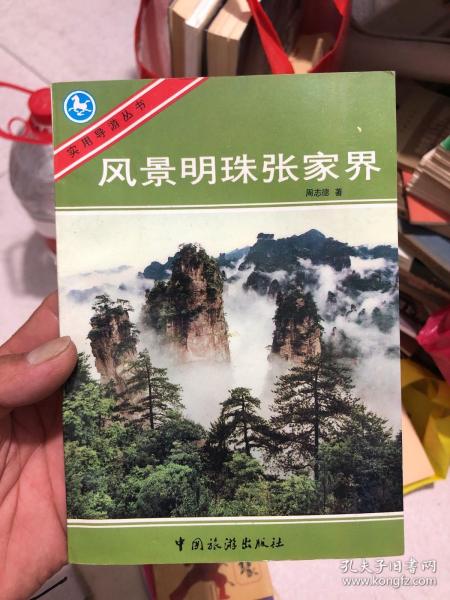 实用导游丛书
风景明珠张家界
周志德 著
中国旅游出版社
孔夫子旧书网
www.kongfz.com